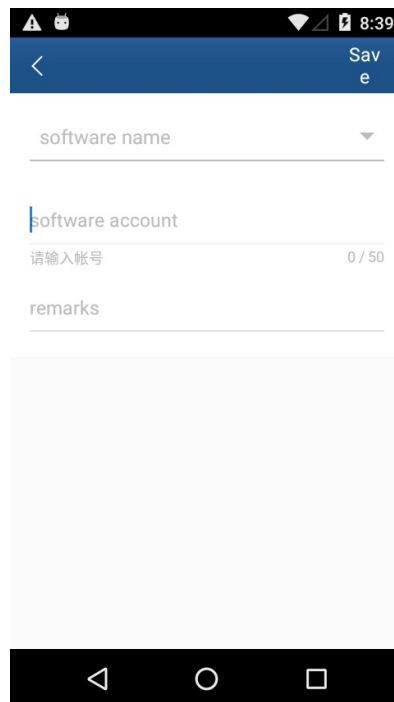 8:39
Sav
e
software name
software account
请输入帐号 0 / 50
remarks